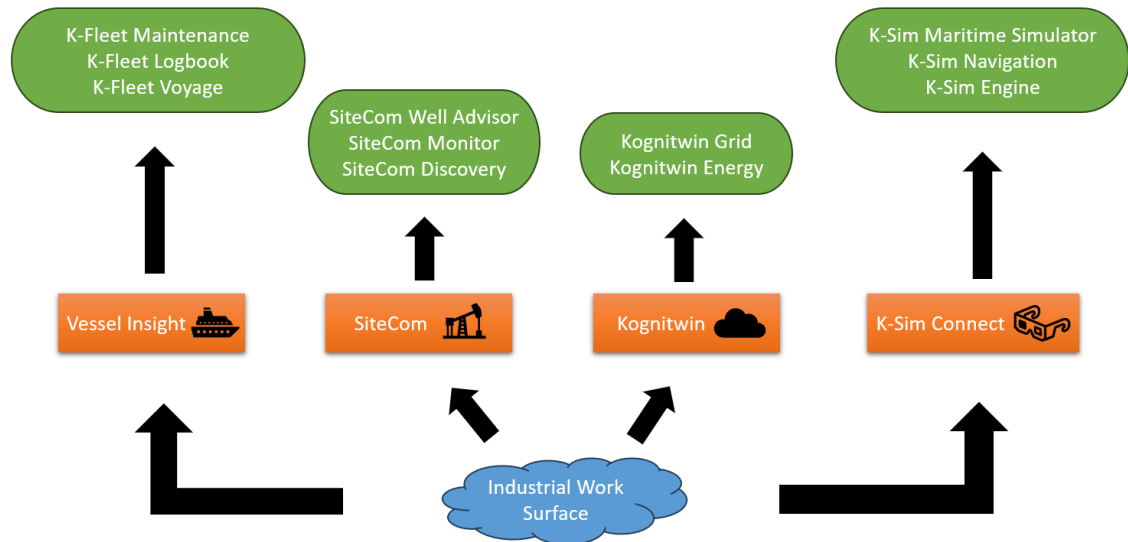 K-Fleet Maintenance
K-Fleet Logbook
K-Fleet Voyage
SiteCom Well Advisor
SiteCom Monitor
SiteCom Discovery
Kognitwin Grid
Kognitwin Energy
K-Sim Maritime Simulator
K-Sim Navigation
K-Sim Engine
Vessel Insight
SiteCom
Kognitwin
K-Sim Connect
Industrial Work
Surface